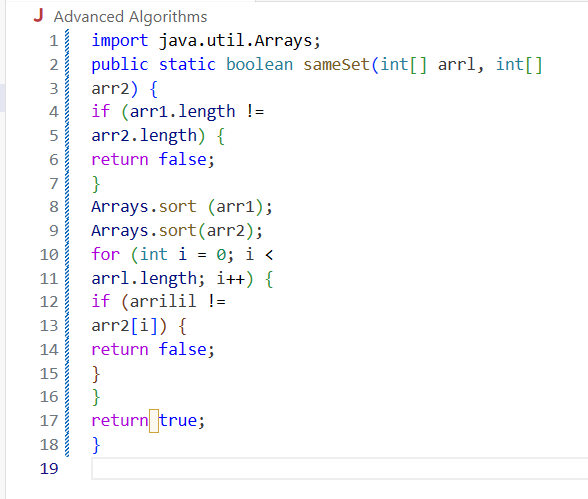 J Advanced Algorithms
1 import java.util.Arrays;
2 public static boolean sameSet(int[] arrl, int[]
3 arr2) {
4 if (arr1.length !=
5 arr2.length) {
6 return false;
7 }
8 Arrays.sort (arr1);
9 Arrays.sort(arr2);
10 for (int i = 0; i <
11 arrl.length; i++) {
12 if (arrilil !=
13 arr2[i]) {
14 return false;
15 }
16 }
17 return true;
18 }
19